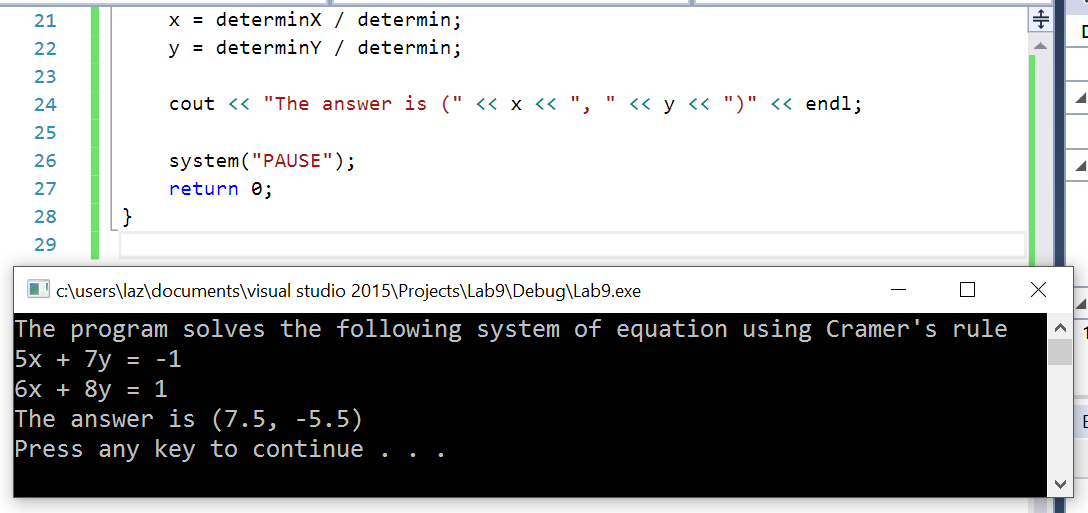 21 x = determinX / determin;
22 y = determinY / determin;
23
24 cout << "The answer is (" << x << ", " << y << ")" << endl;
25
26 system("PAUSE");
27 return 0;
28 }
29
c:\users\laz\documents\visual studio 2015\Projects\Lab9\Debug\Lab9.exe
The program solves the following system of equation using Cramer's rule
5x + 7y = -1
6x + 8y = 1
The answer is (7.5, -5.5)
Press any key to continue . . .